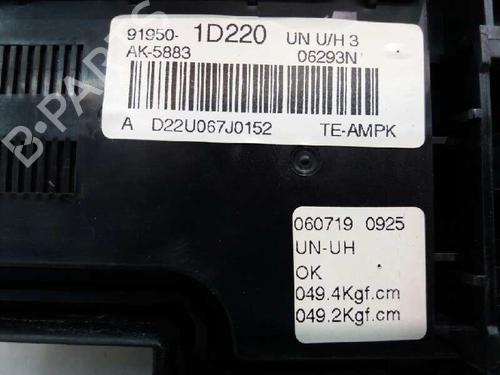 91950- 1D220 UN U/H 3
AK-5883 06293N
A D22U067J0152 TE-AMPK
B-PARTS
060719 0925
UN-UH
OK
049.4Kgf.cm
049.2Kgf.cm